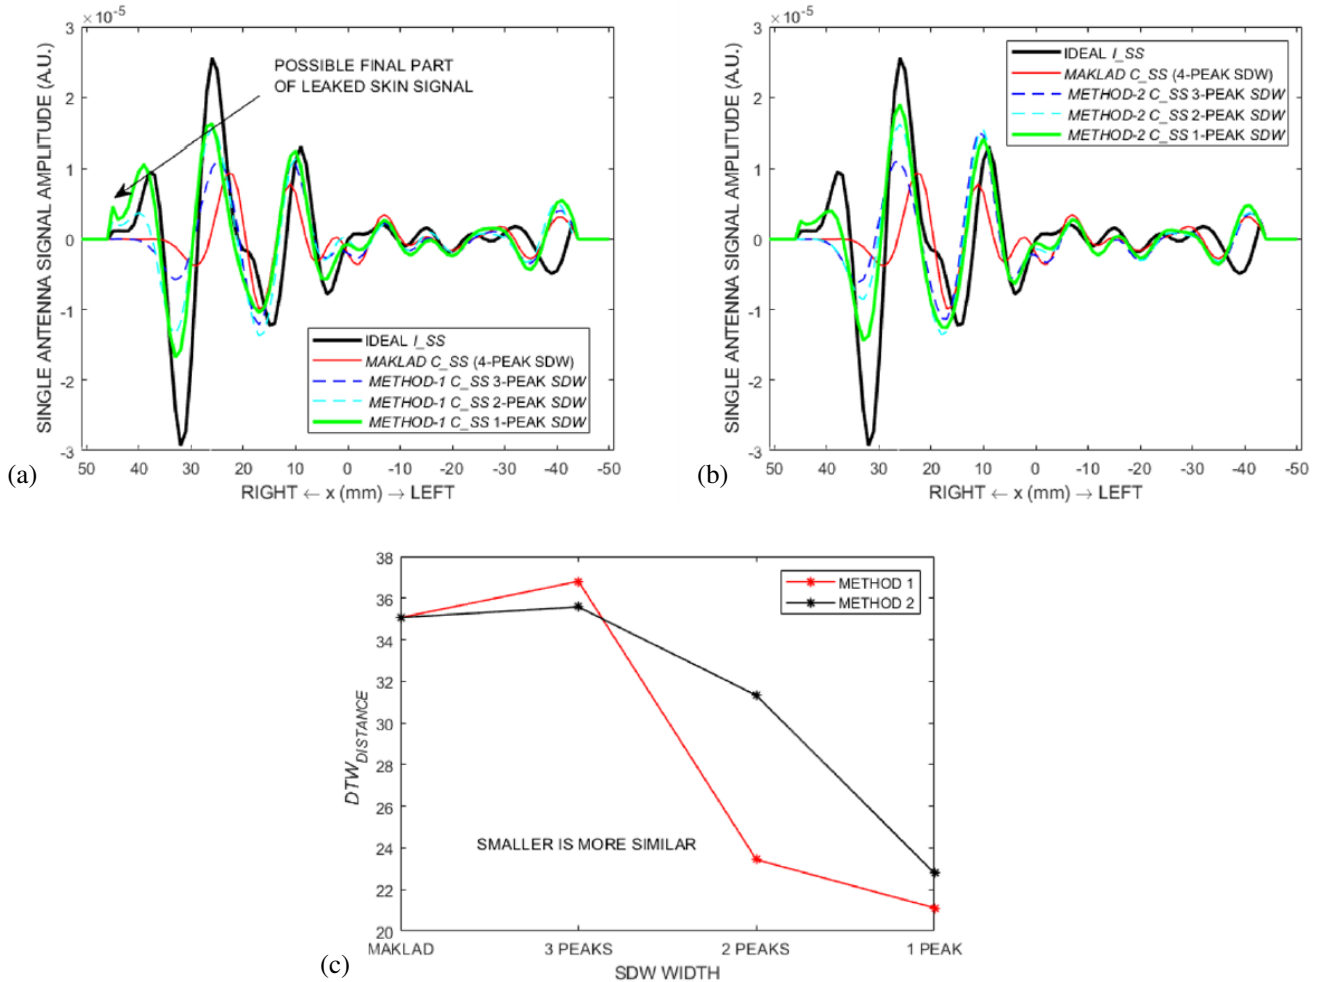 ×10⁻⁵
3
2
1
0
-1
-2
-3
50
40
30
20
10
0
-10
-20
-30
-40
-50
SINGLE ANTENNA SIGNAL AMPLITUDE (A.U.)
RIGHT ← x (mm) → LEFT
POSSIBLE FINAL PART
OF LEAKED SKIN SIGNAL
IDEAL I_SS
MAKLAD C_SS (4-PEAK SDW)
METHOD-1 C_SS 3-PEAK SDW
METHOD-1 C_SS 2-PEAK SDW
METHOD-1 C_SS 1-PEAK SDW
(a)
×10⁻⁵
3
2
1
0
-1
-2
-3
50
40
30
20
10
0
-10
-20
-30
-40
-50
SINGLE ANTENNA SIGNAL AMPLITUDE (A.U.)
RIGHT ← x (mm) → LEFT
IDEAL I_SS
MAKLAD C_SS (4-PEAK SDW)
METHOD-2 C_SS 3-PEAK SDW
METHOD-2 C_SS 2-PEAK SDW
METHOD-2 C_SS 1-PEAK SDW
(b)
38
36
34
32
30
28
26
24
22
20
DTW_DISTANCE
METHOD 1
METHOD 2
SMALLER IS MORE SIMILAR
MAKLAD
3 PEAKS
2 PEAKS
1 PEAK
SDW WIDTH
(c)